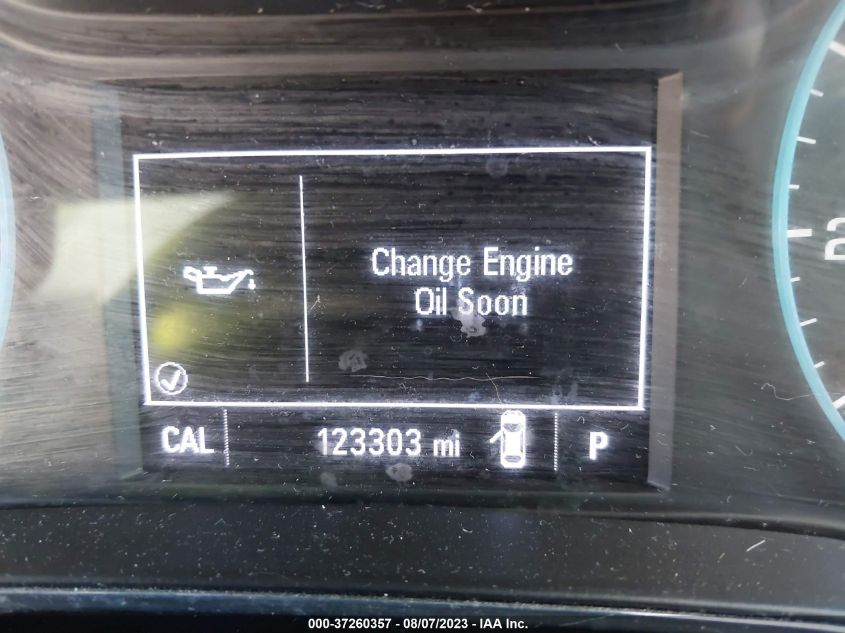 Change Engine
Oil Soon
CAL
123303 mi
P
000-37260357 - 08/07/2023 - IAA Inc.